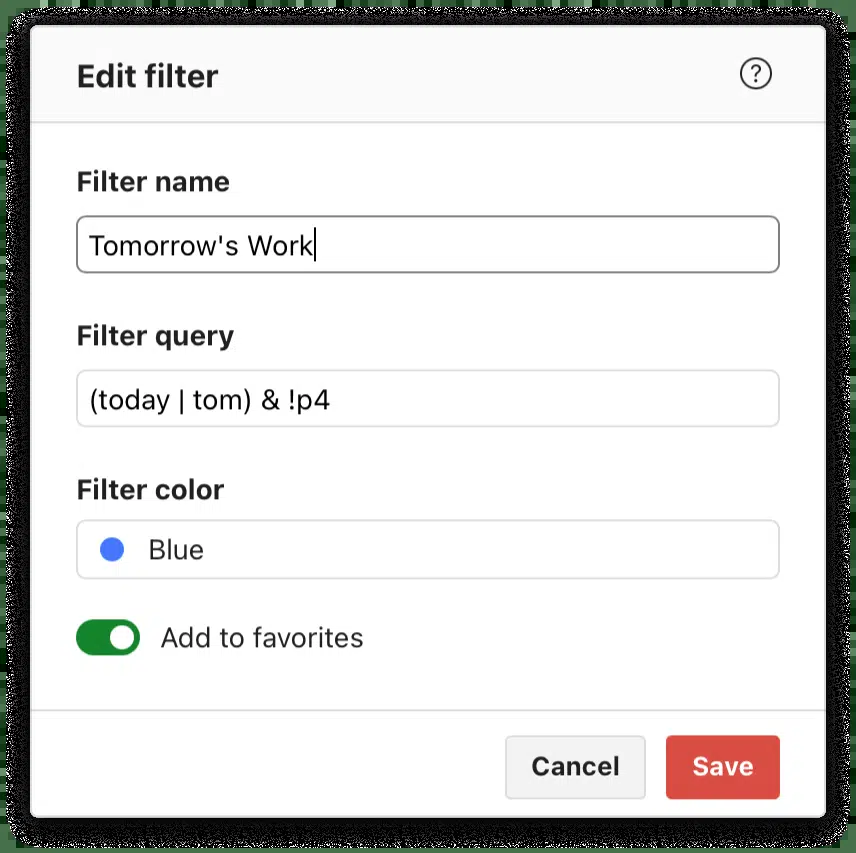 Edit filter
?
Filter name
Tomorrow's Work
Filter query
(today | tom) & !p4
Filter color
Blue
Add to favorites
Cancel
Save